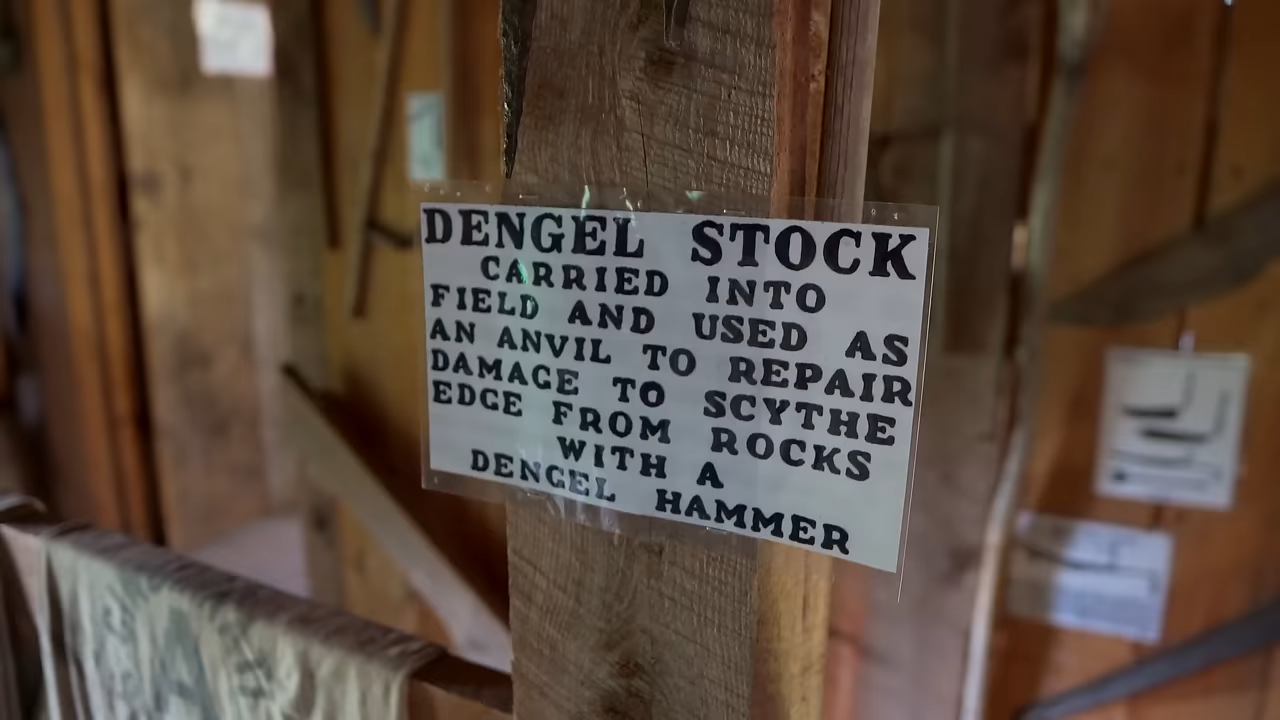 DENGEL STOCK
CARRIED INTO
FIELD AND USED AS
AN ANVIL TO REPAIR
DAMAGE TO SCYTHE
EDGE FROM ROCKS
WITH A
DENGEL HAMMER